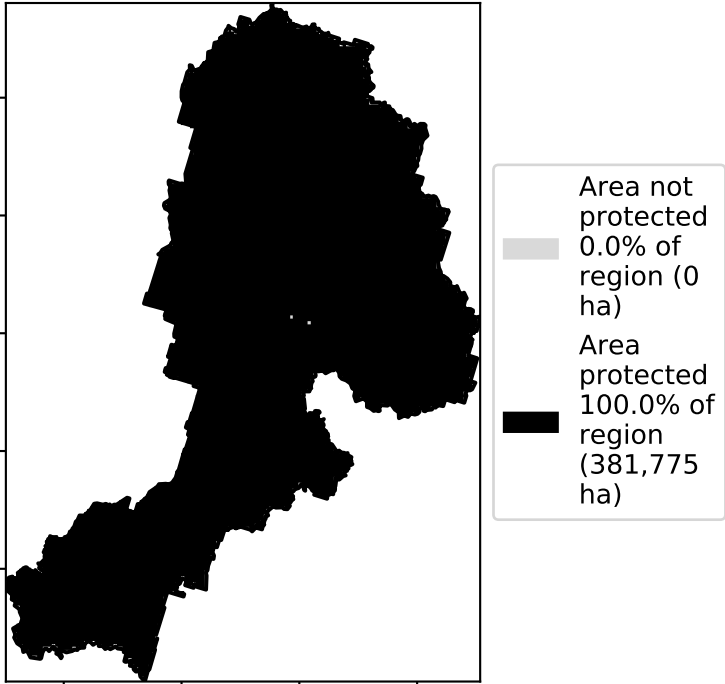 Area not
protected
0.0% of
region (0
ha)
Area
protected
100.0% of
region
(381,775
ha)